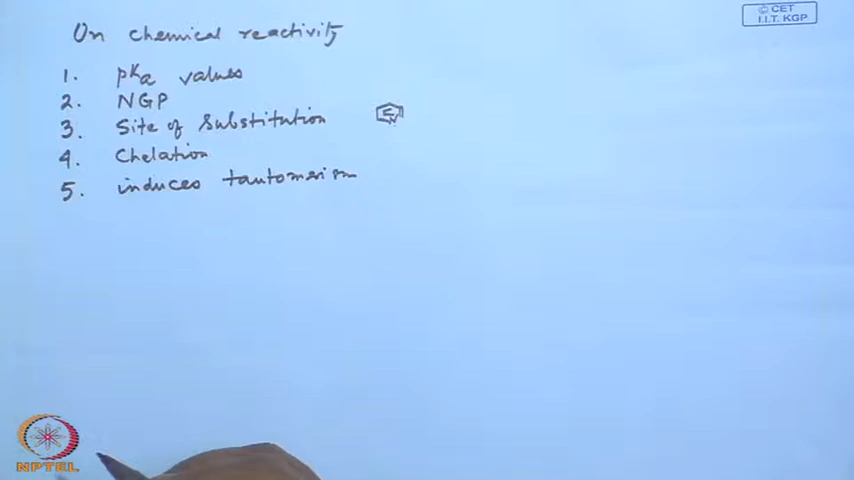 © CET
I.I.T. KGP
On chemical reactivity
1. pKa values
2. NGP
3. Site of Substitution
4. Chelation
5. induces tautomerism
NPTEL